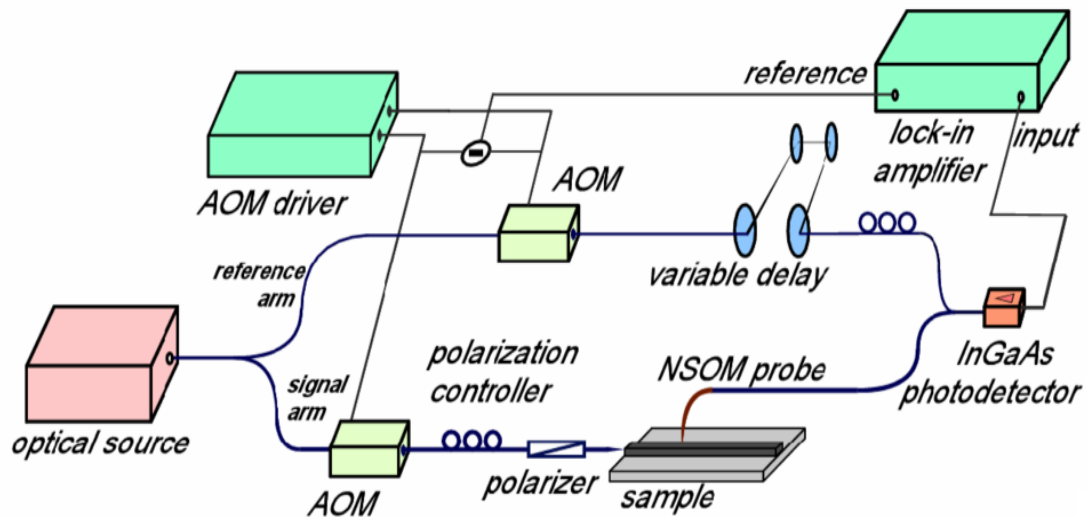 reference
lock-in
amplifier
input
AOM driver
AOM
variable delay
reference
arm
InGaAs
photodetector
optical source
signal
arm
polarization
controller
NSOM probe
AOM
polarizer
sample